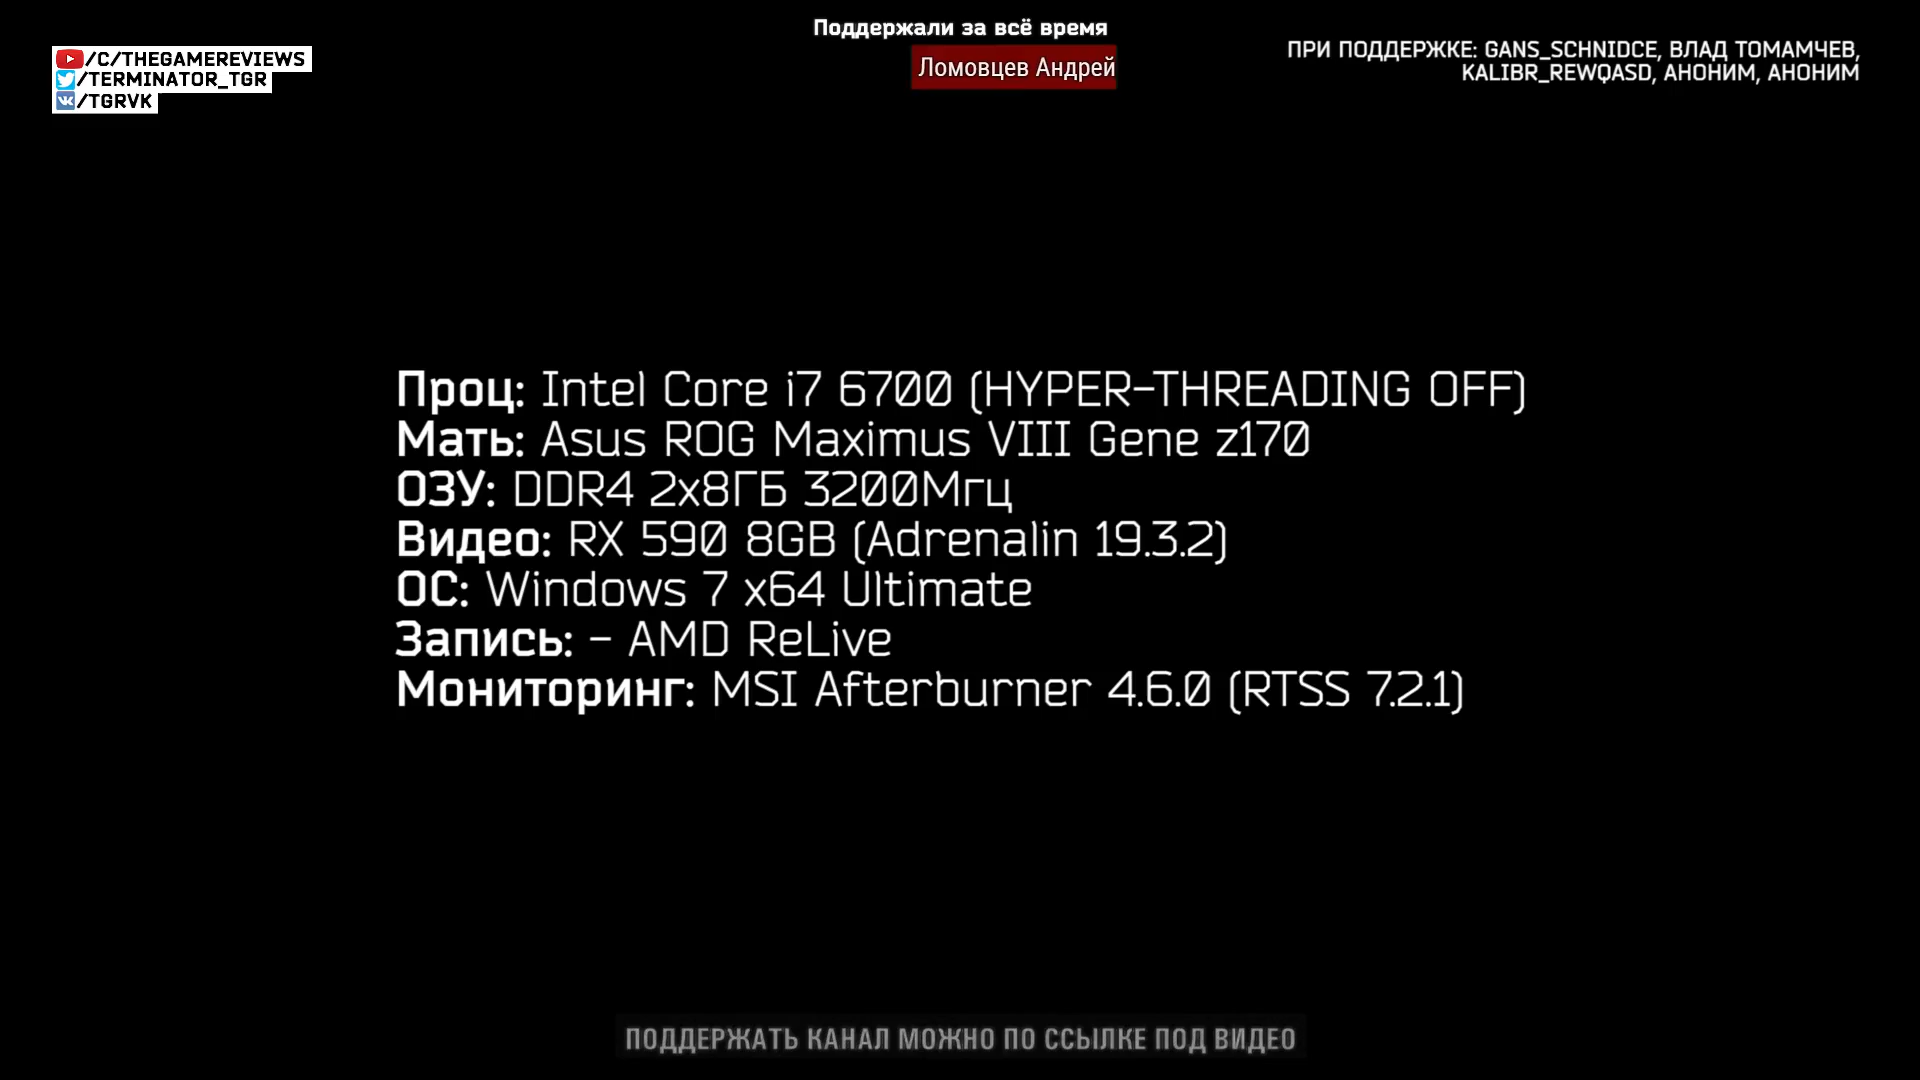 /C/THEGAMEREVIEWS
/TERMINATOR_TGR
/TGRVK
Поддержали за всё время
Ломовцев Андрей
ПРИ ПОДДЕРЖКЕ: GANS_SCHNIDCE, ВЛАД ТОМАМЧЕВ,
KALIBR_REWQASD, АНОНИМ, АНОНИМ
Проц: Intel Core i7 6700 (HYPER-THREADING OFF)
Мать: Asus ROG Maximus VIII Gene z170
ОЗУ: DDR4 2x8ГБ 3200Мгц
Видео: RX 590 8GB (Adrenalin 19.3.2)
ОС: Windows 7 x64 Ultimate
Запись: – AMD ReLive
Мониторинг: MSI Afterburner 4.6.0 (RTSS 7.2.1)
ПОДДЕРЖАТЬ КАНАЛ МОЖНО ПО ССЫЛКЕ ПОД ВИДЕО